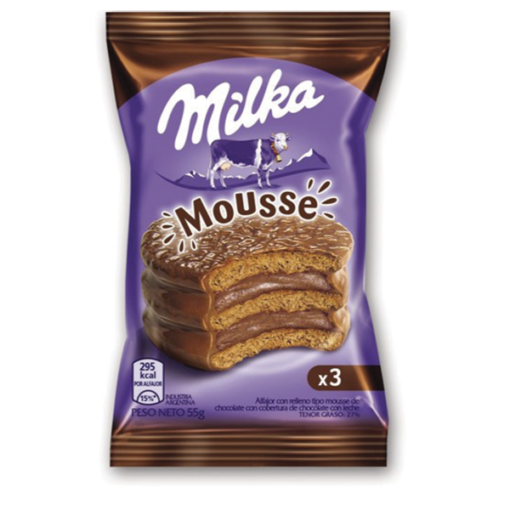 Milka
Mousse
x3
295
kcal
POR ALFAJOR
15%*
INDUSTRIA
ARGENTINA
PESO NETO 55g
Alfajor con relleno tipo mousse de
chocolate con cobertura de chocolate con leche
TENOR GRASO: 27%